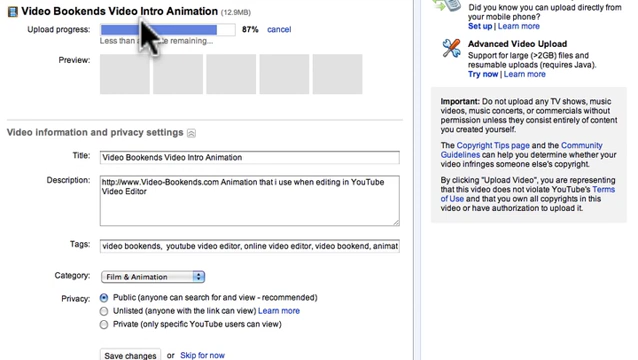 Video Bookends Video Intro Animation (12.9MB)
Upload progress: 87% cancel
Less than a minute remaining...
Preview:
Video information and privacy settings
Title: Video Bookends Video Intro Animation
Description: http://www.Video-Bookends.com Animation that i use when editing in YouTube
Video Editor
Tags: video bookends, youtube video editor, online video editor, video bookend, animat
Category: Film & Animation
Privacy: Public (anyone can search for and view - recommended)
Unlisted (anyone with the link can view) Learn more
Private (only specific YouTube users can view)
Save changes or Skip for now
Did you know you can upload directly from
your mobile phone?
Set up | Learn more
Advanced Video Upload
Support for large (>2GB) files and
resumable uploads (requires Java).
Try now | Learn more
Important: Do not upload any TV shows, music
videos, music concerts, or commercials without
permission unless they consist entirely of content
you created yourself.
The Copyright Tips page and the Community
Guidelines can help you determine whether your
video infringes someone else's copyright.
By clicking "Upload Video", you are representing
that this video does not violate YouTube's Terms
of Use and that you own all copyrights in this
video or have authorization to upload it.